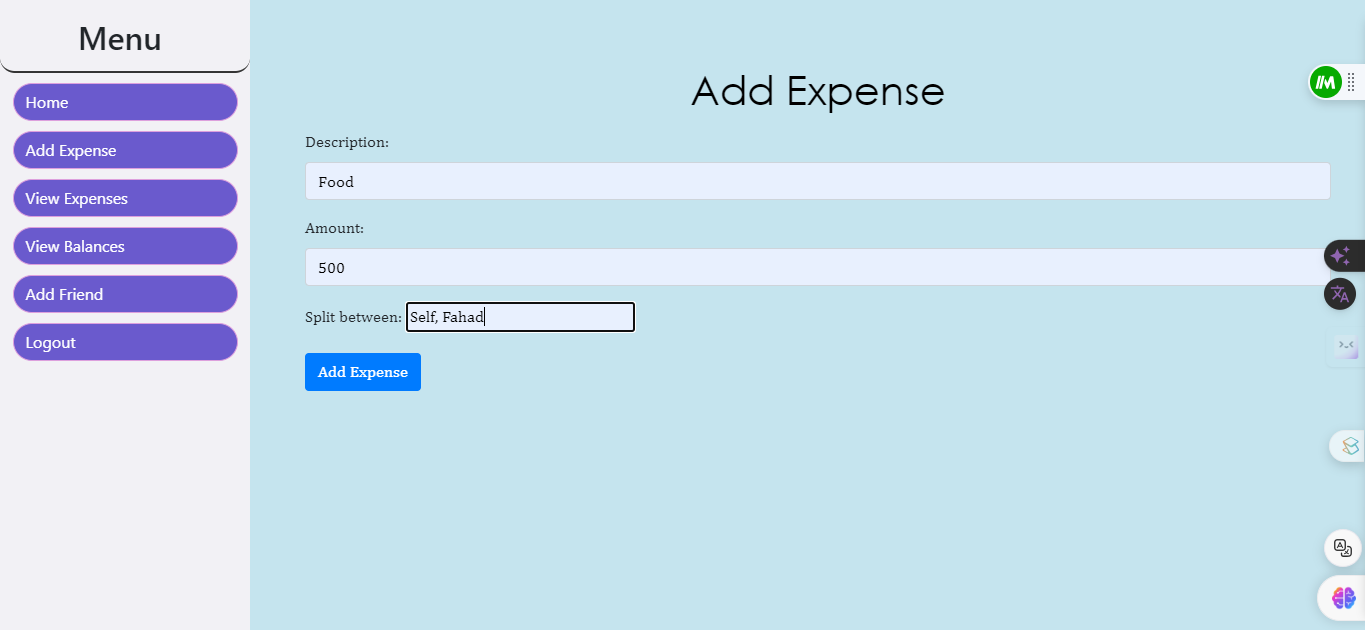 Menu
Home
Add Expense
View Expenses
View Balances
Add Friend
Logout
Add Expense
Description:
Food
Amount:
500
Split between: Self, Fahad
Add Expense